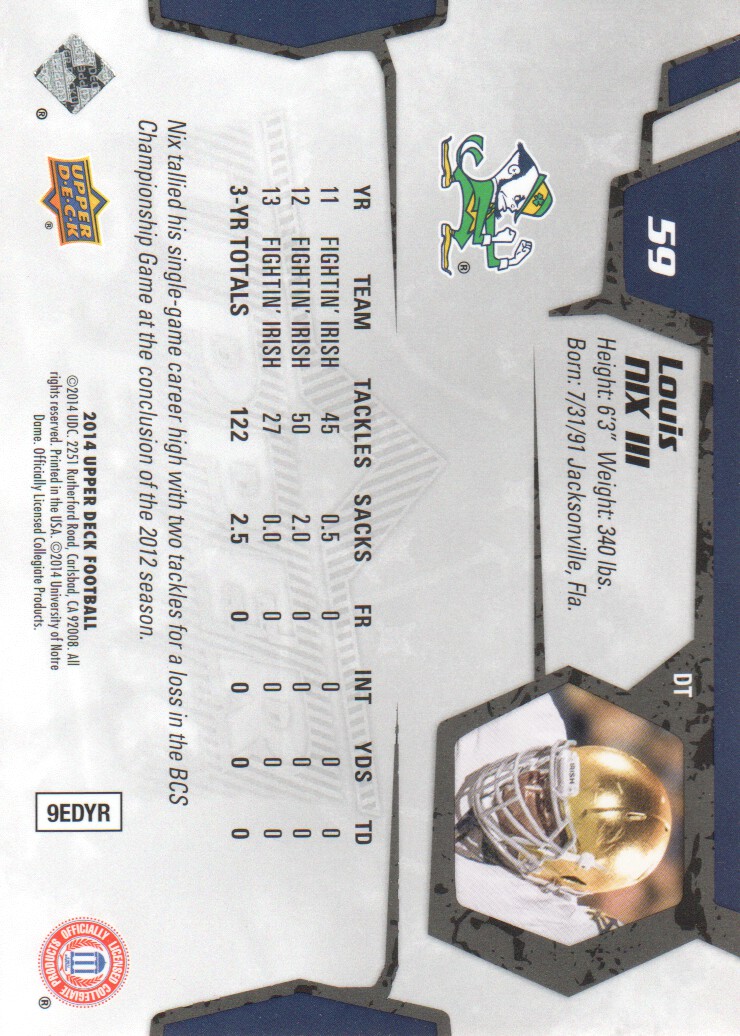 59
Louis
NIX III
DT
Height: 6'3" Weight: 340 lbs.
Born: 7/31/91 Jacksonville, Fla.
IRISH
®
YR TEAM TACKLES SACKS FR INT YDS TD
11 FIGHTIN' IRISH 45 0.5 0 0 0 0
12 FIGHTIN' IRISH 50 2.0 0 0 0 0
13 FIGHTIN' IRISH 27 0.0 0 0 0 0
3-YR TOTALS 122 2.5 0 0 0 0
Nix tallied his single-game career high with two tackles for a loss in the BCS
Championship Game at the conclusion of the 2012 season.
®
UPPER
D·E·C·K
®
2014 UPPER DECK FOOTBALL
©2014 UDC. 2251 Rutherford Road, Carlsbad, CA 92008. All
rights reserved. Printed in the USA. ©2014 University of Notre
Dame. Officially Licensed Collegiate Products.
9EDYR
OFFICIALLY LICENSED
COLLEGIATE PRODUCTS
®